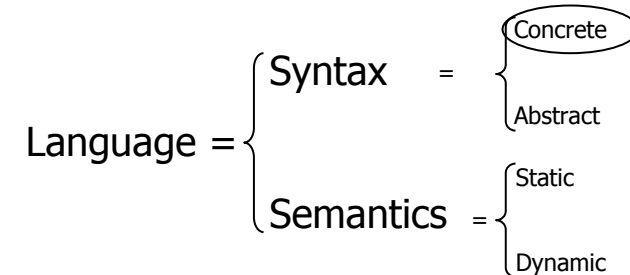 Concrete
Syntax =
Abstract
Language =
Static
Semantics =
Dynamic